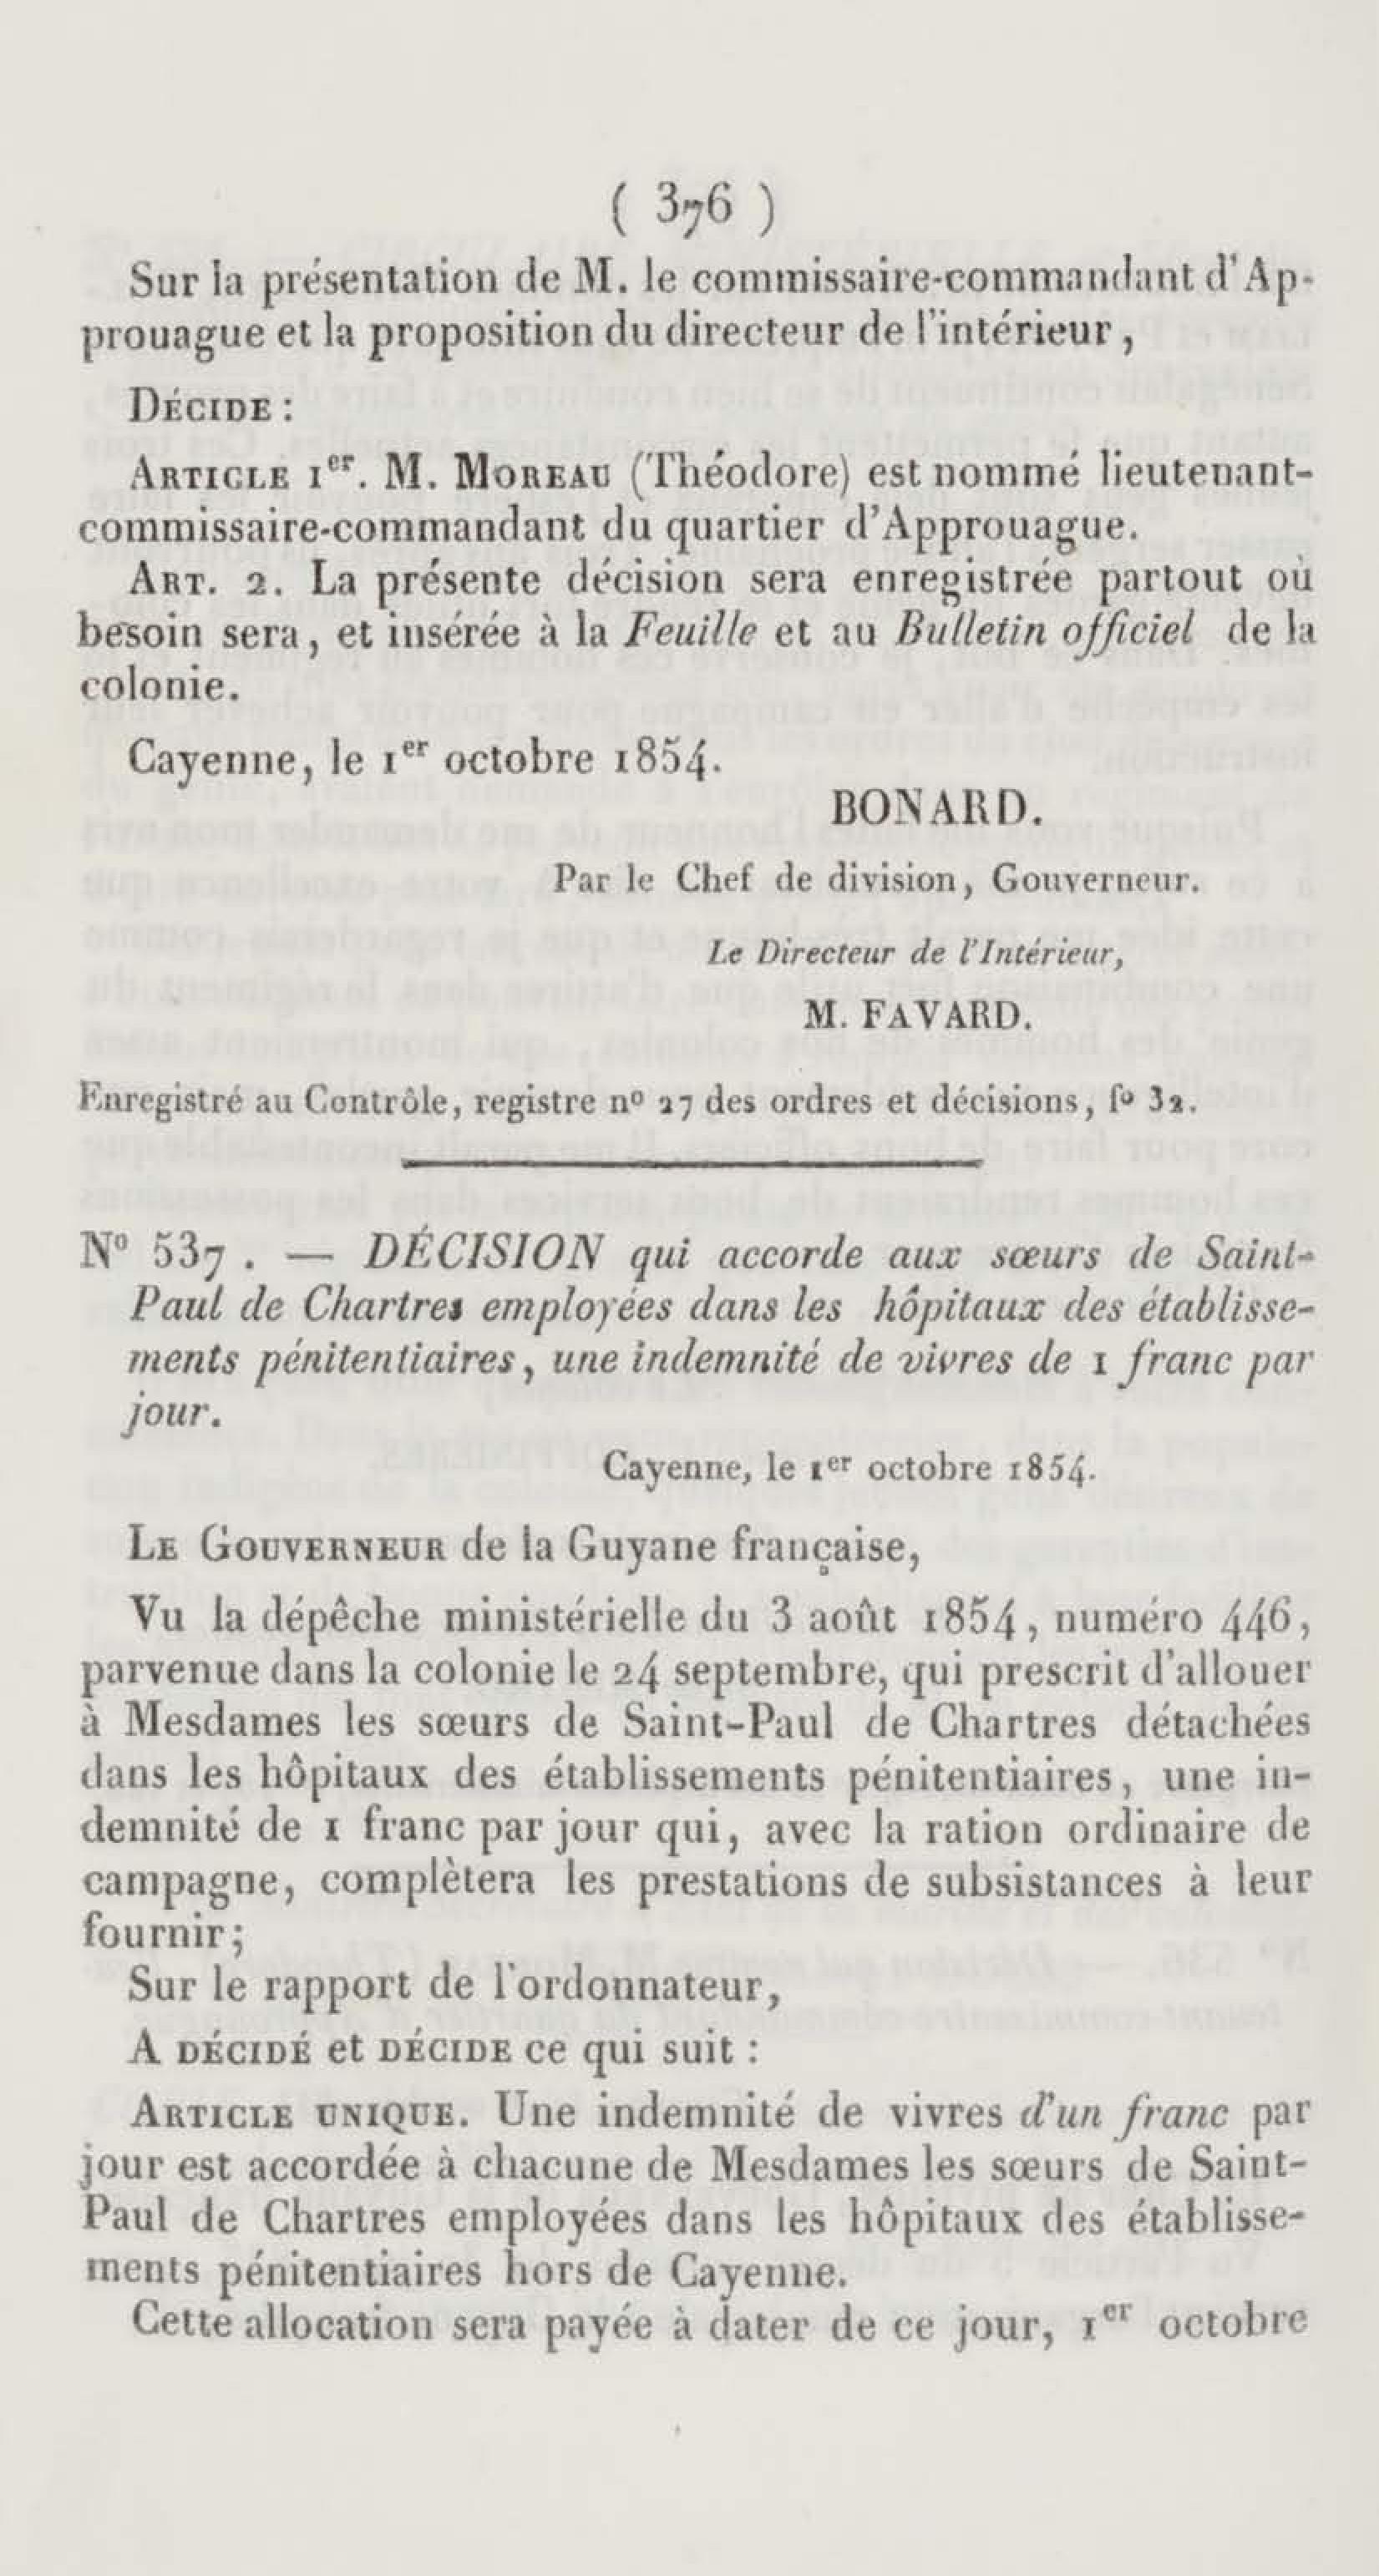 ( 376 )
Sur la présentation de M. le commissaire-commandant d'Ap-
prouague et la proposition du directeur de l'intérieur,
DÉCIDE :
ARTICLE 1er. M. MOREAU (Théodore) est nommé lieutenant-
commissaire-commandant du quartier d'Approuague.
ART. 2. La présente décision sera enregistrée partout où
besoin sera, et insérée à la Feuille et au Bulletin officiel de la
colonie.
Cayenne, le 1er octobre 1854.
BONARD.
Par le Chef de division, Gouverneur.
Le Directeur de l'Intérieur,
M. FAVARD.
Enregistré au Contrôle, registre no 27 des ordres et décisions, fo 32.
No 537. — DÉCISION qui accorde aux sœurs de Saint-
Paul de Chartres employées dans les hôpitaux des établisse-
ments pénitentiaires, une indemnité de vivres de 1 franc par
jour.
Cayenne, le 1er octobre 1854.
LE GOUVERNEUR de la Guyane française,
Vu la dépêche ministérielle du 3 août 1854, numéro 446,
parvenue dans la colonie le 24 septembre, qui prescrit d'allouer
à Mesdames les sœurs de Saint-Paul de Chartres détachées
dans les hôpitaux des établissements pénitentiaires, une in-
demnité de 1 franc par jour qui, avec la ration ordinaire de
campagne, complètera les prestations de subsistances à leur
fournir;
Sur le rapport de l'ordonnateur,
A DÉCIDÉ et DÉCIDE ce qui suit :
ARTICLE UNIQUE. Une indemnité de vivres d'un franc par
jour est accordée à chacune de Mesdames les sœurs de Saint-
Paul de Chartres employées dans les hôpitaux des établisse-
ments pénitentiaires hors de Cayenne.
Cette allocation sera payée à dater de ce jour, 1er octobre